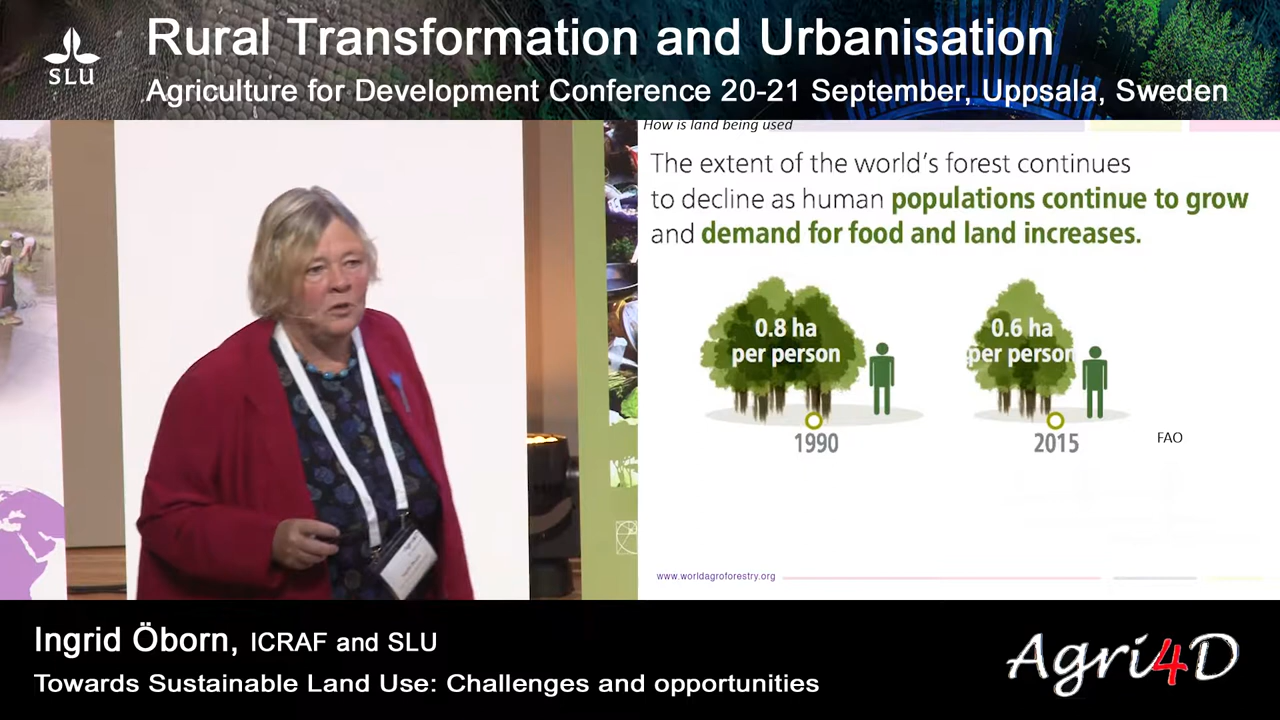 Rural Transformation and Urbanisation
SLU
Agriculture for Development Conference 20-21 September, Uppsala, Sweden
How is land being used
The extent of the world's forest continues
to decline as human populations continue to grow
and demand for food and land increases.
0.8 ha
per person
0.6 ha
per person
1990
2015
FAO
www.worldagroforestry.org
Ingrid Öborn, ICRAF and SLU
Towards Sustainable Land Use: Challenges and opportunities
Agri4D